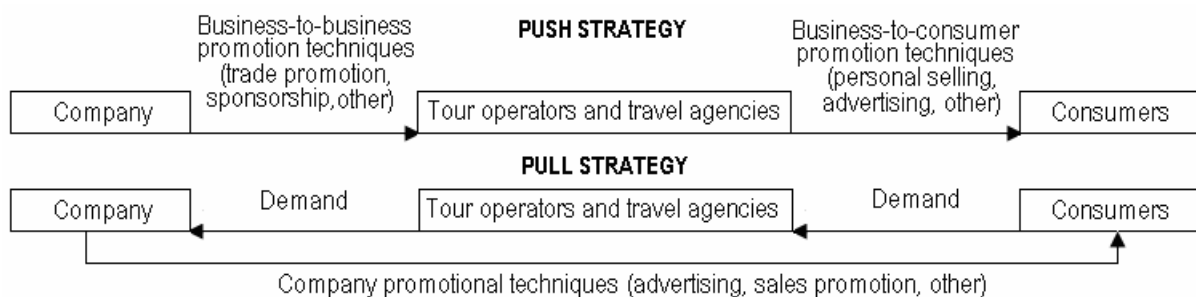 Business-to-business
promotion techniques
(trade promotion,
sponsorship, other)
PUSH STRATEGY
Business-to-consumer
promotion techniques
(personal selling,
advertising, other)
Company
Tour operators and travel agencies
Consumers
PULL STRATEGY
Company
Demand
Tour operators and travel agencies
Demand
Consumers
Company promotional techniques (advertising, sales promotion, other)